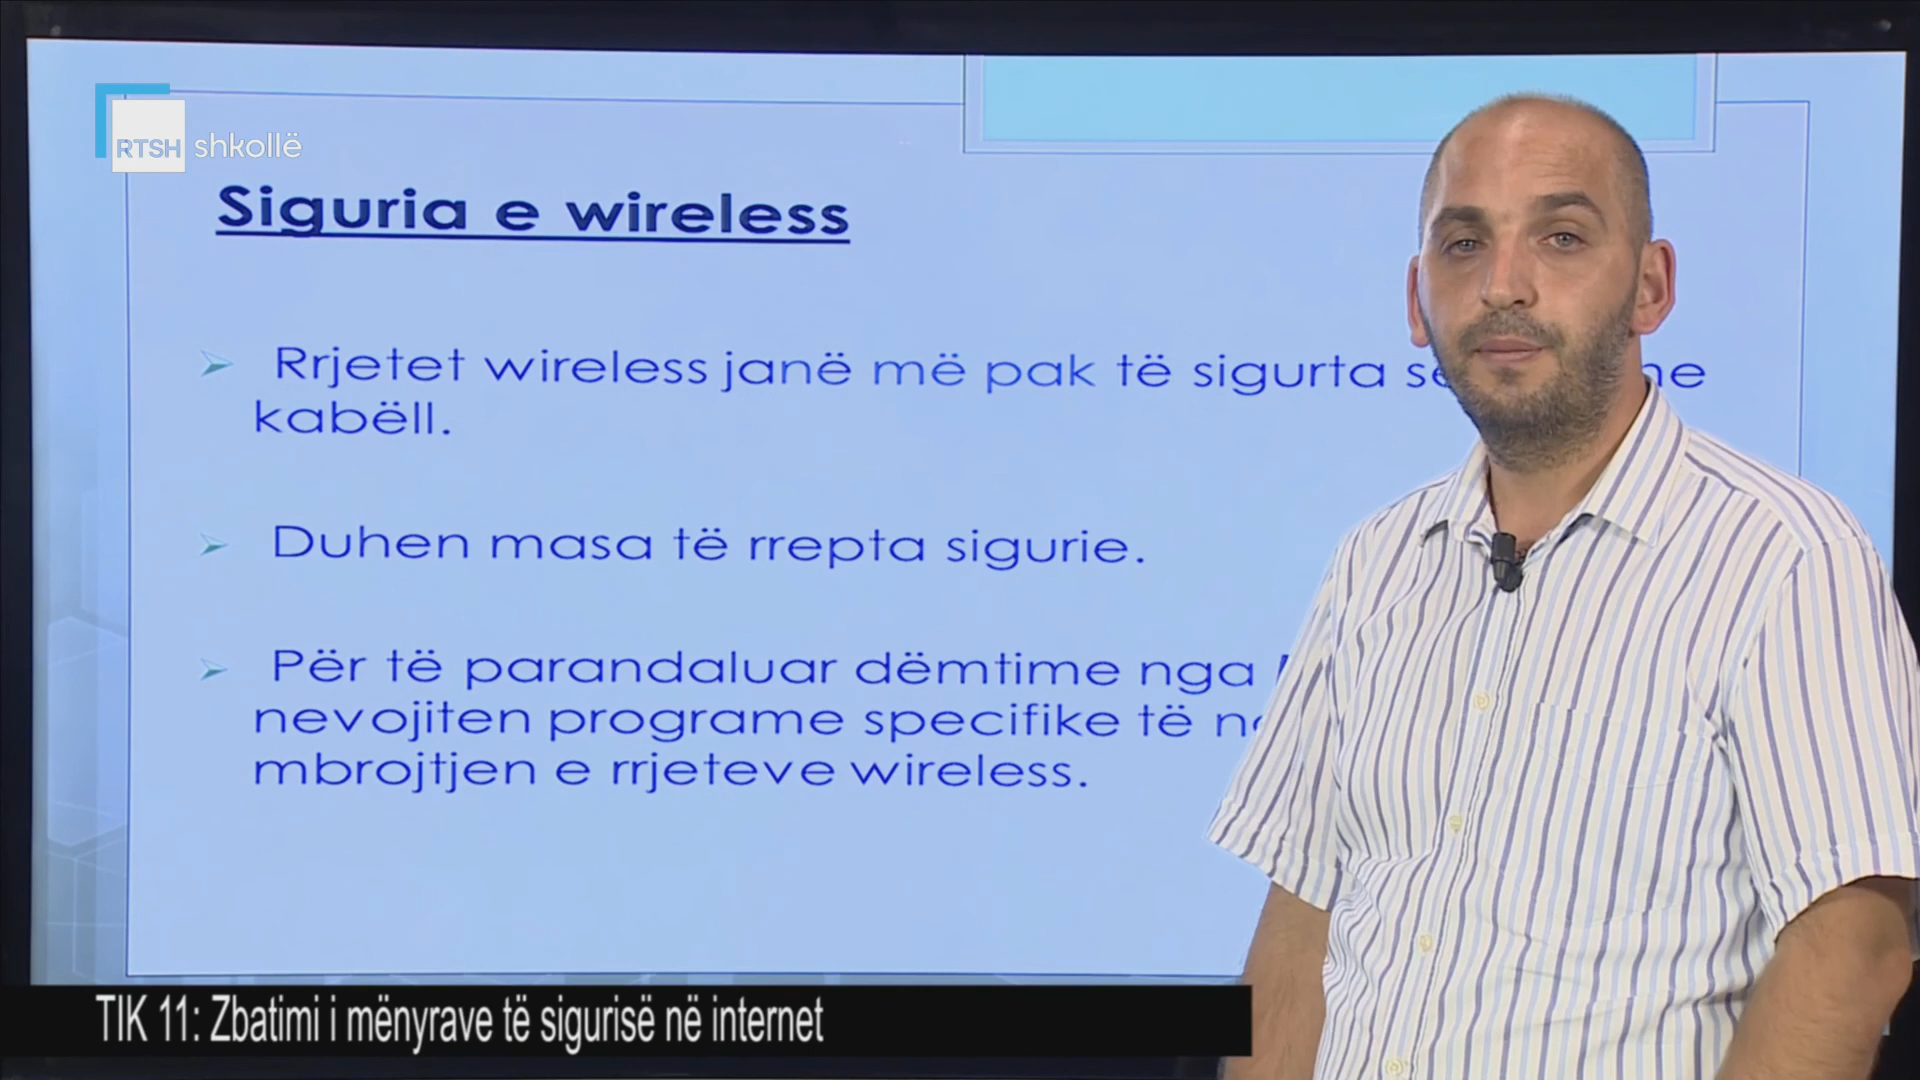 RTSH shkollë
Siguria e wireless
Rrjetet wireless janë më pak të sigurta
kabëll.
Duhen masa të rrepta sigurie.
Për të parandaluar dëmtime nga
nevojiten programe specifike të
mbrojtjen e rrjeteve wireless.
TIK 11: Zbatimi i mënyrave të sigurisë në internet